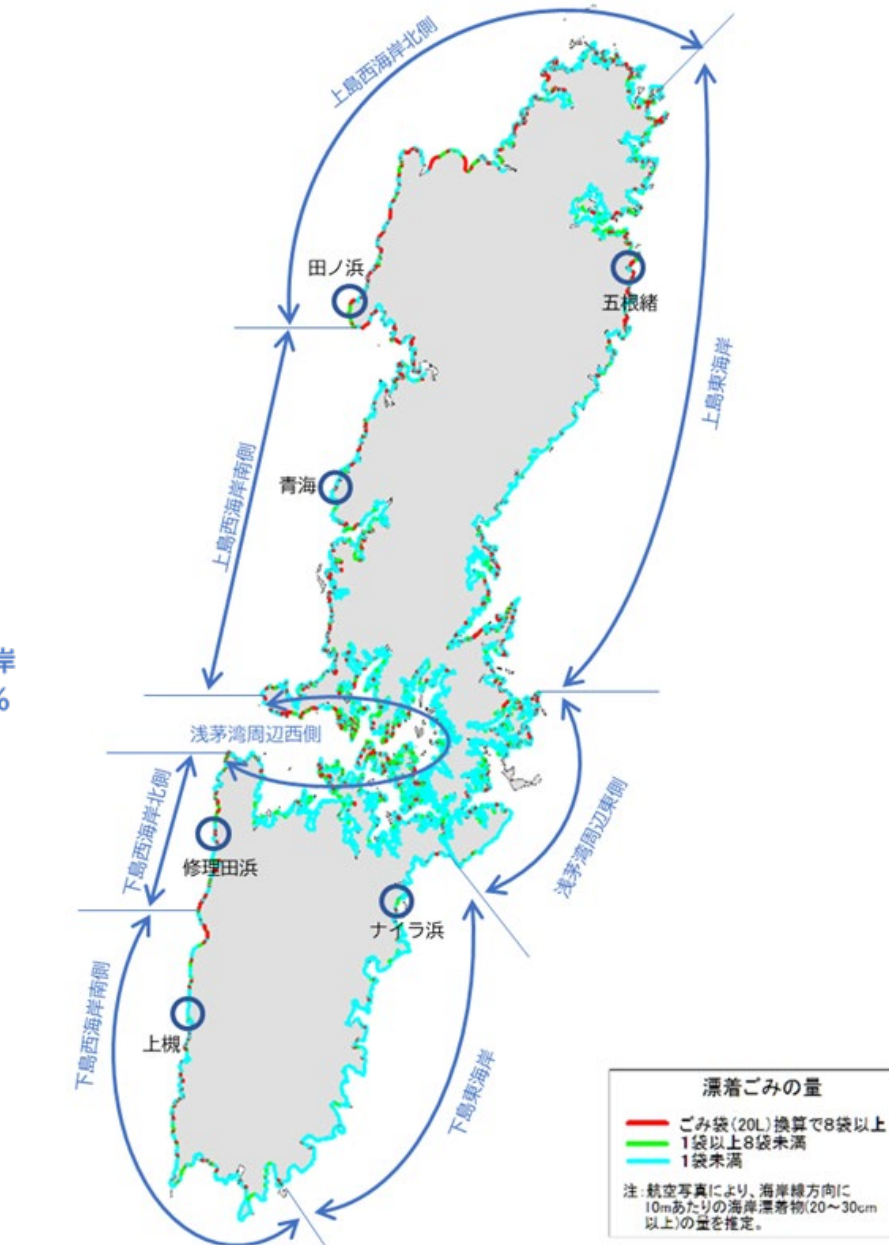 上島西海岸北側
田ノ浜
五根緒
上島東海岸
青海
上島西海岸南側
岸
%
浅茅湾周辺西側
下島西海岸北側
修理田浜
浅茅湾周辺東側
ナイラ浜
下島西海岸南側
上槻
下島東海岸
漂着ごみの量
ごみ袋(20L)換算で8袋以上
1袋以上8袋未満
1袋未満
注:航空写真により、海岸線方向に
10mあたりの海岸漂着物(20～30cm
以上)の量を推定。